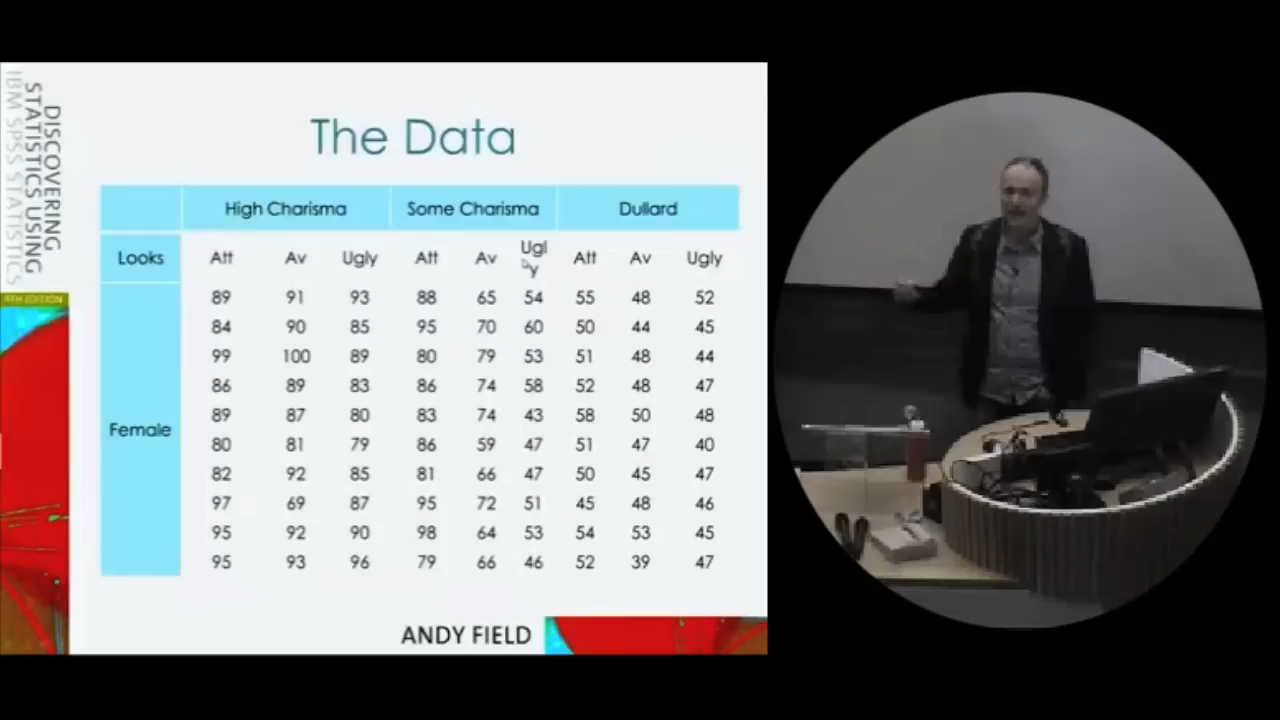 DISCOVERING
STATISTICS USING
IBM SPSS STATISTICS
4TH EDITION
The Data
High Charisma Some Charisma Dullard
Looks Att Av Ugly Att Av Ugl Att Av Ugly
y
89 91 93 88 65 54 55 48 52
84 90 85 95 70 60 50 44 45
99 100 89 80 79 53 51 48 44
86 89 83 86 74 58 52 48 47
89 87 80 83 74 43 58 50 48
Female
80 81 79 86 59 47 51 47 40
82 92 85 81 66 47 50 45 47
97 69 87 95 72 51 45 48 46
95 92 90 98 64 53 54 53 45
95 93 96 79 66 46 52 39 47
ANDY FIELD